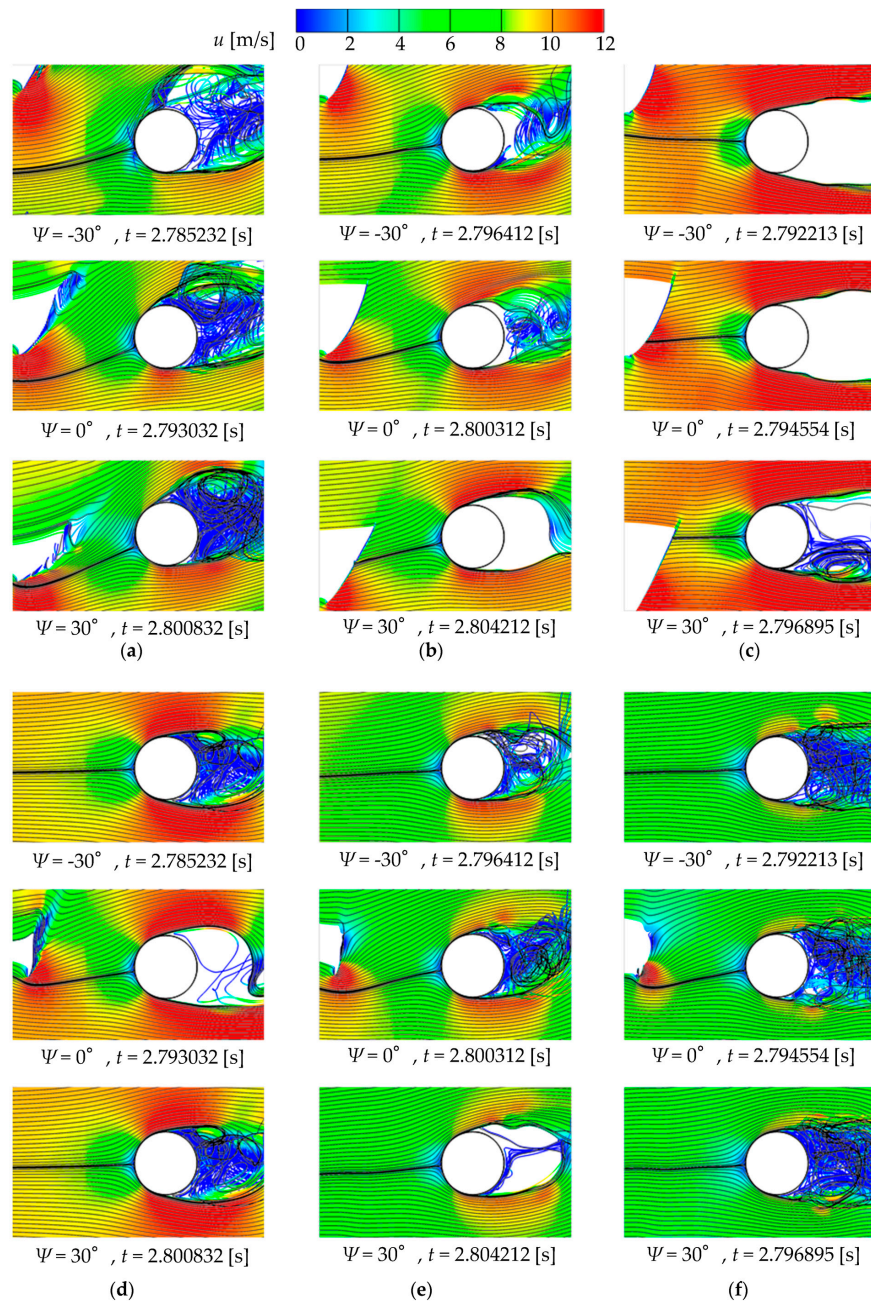 u [m/s]
0 2 4 6 8 10 12
Ψ = -30° , t = 2.785232 [s] Ψ = -30° , t = 2.796412 [s] Ψ = -30° , t = 2.792213 [s]
Ψ = 0° , t = 2.793032 [s] Ψ = 0° , t = 2.800312 [s] Ψ = 0° , t = 2.794554 [s]
Ψ = 30° , t = 2.800832 [s] Ψ = 30° , t = 2.804212 [s] Ψ = 30° , t = 2.796895 [s]
(a) (b) (c)
Ψ = -30° , t = 2.785232 [s] Ψ = -30° , t = 2.796412 [s] Ψ = -30° , t = 2.792213 [s]
Ψ = 0° , t = 2.793032 [s] Ψ = 0° , t = 2.800312 [s] Ψ = 0° , t = 2.794554 [s]
Ψ = 30° , t = 2.800832 [s] Ψ = 30° , t = 2.804212 [s] Ψ = 30° , t = 2.796895 [s]
(d) (e) (f)